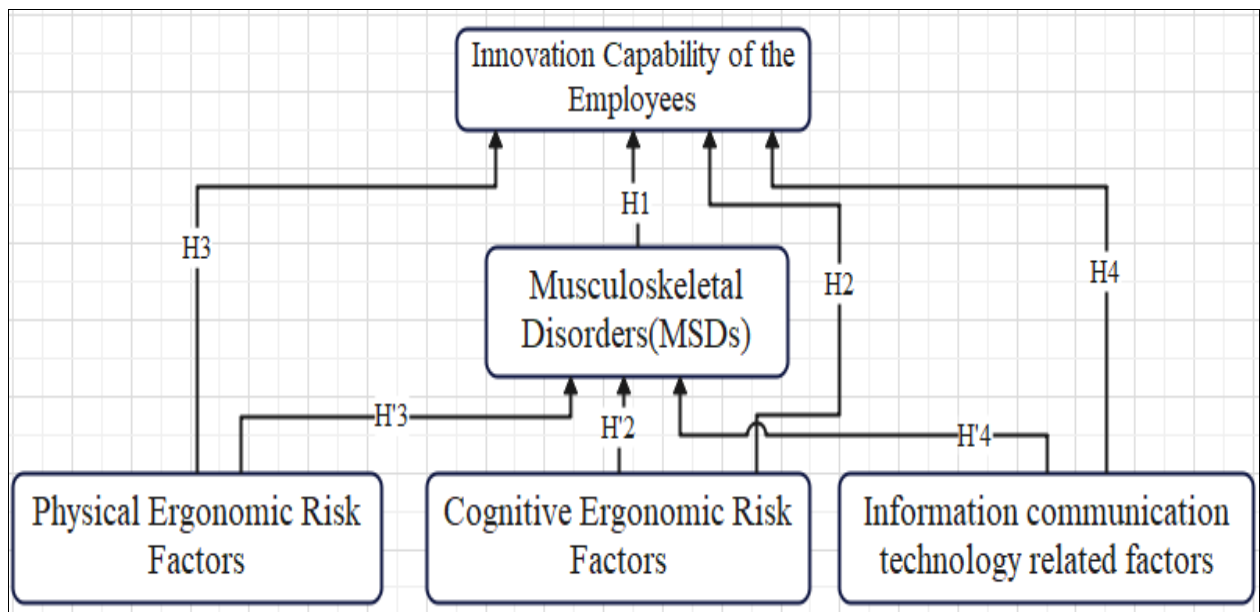 Innovation Capability of the
Employees
H1
H3
H2
H4
Musculoskeletal
Disorders(MSDs)
H'3
H'2
H'4
Physical Ergonomic Risk
Factors
Cognitive Ergonomic Risk
Factors
Information communication
technology related factors